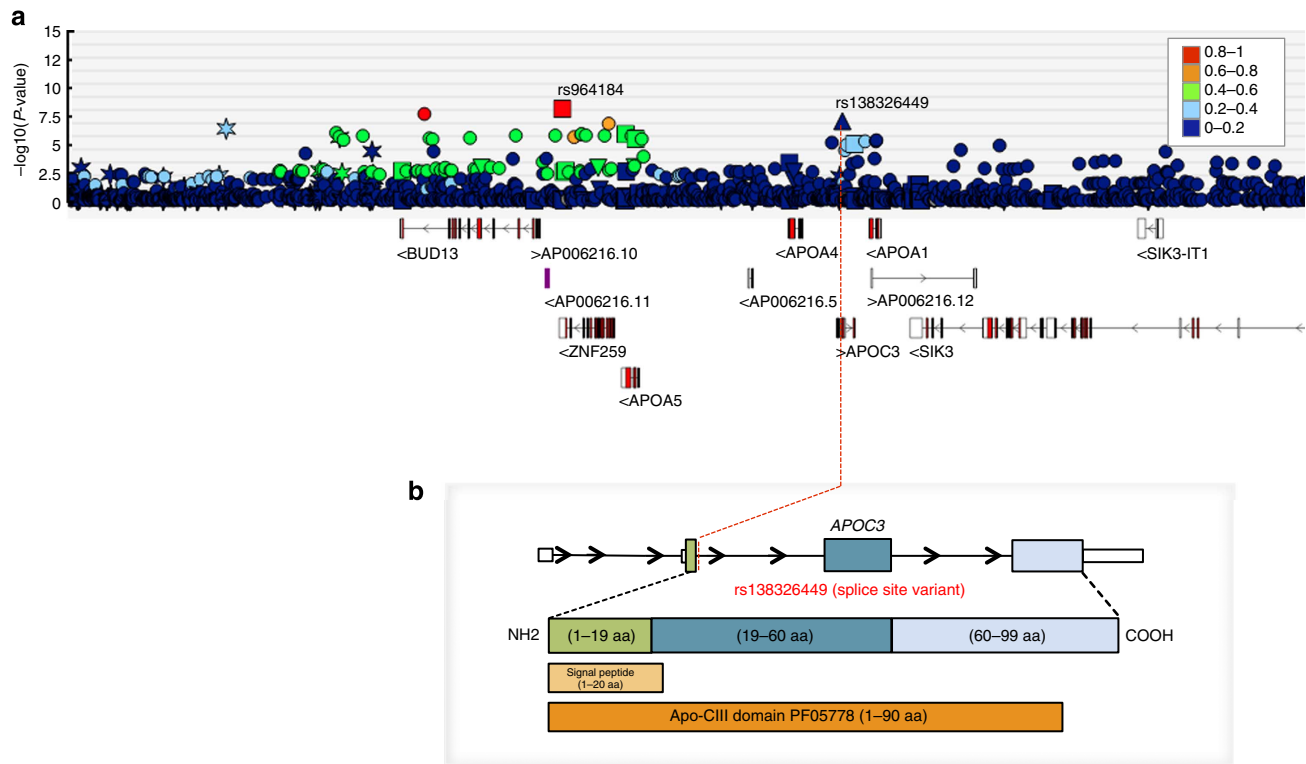 a
15
12
10
7.5
5
2.5
0
–log10(P-value)
rs964184
rs138326449
0.8–1
0.6–0.8
0.4–0.6
0.2–0.4
0–0.2
<BUD13
>AP006216.10
<APOA4
<APOA1
<SIK3-IT1
<AP006216.11
<AP006216.5
>AP006216.12
<ZNF259
>APOC3
<SIK3
<APOA5
b
APOC3
rs138326449 (splice site variant)
NH2
(1–19 aa)
(19–60 aa)
(60–99 aa)
COOH
Signal peptide
(1–20 aa)
Apo-CIII domain PF05778 (1–90 aa)